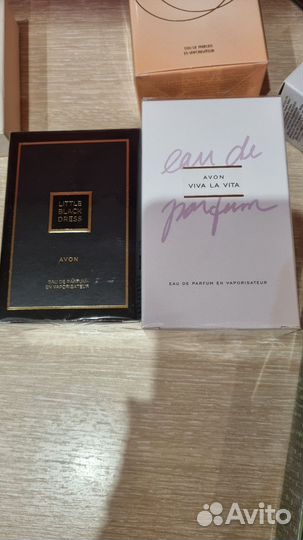 EAU DE PARFUM
EN VAPORISATEUR
LITTLE
BLACK
DRESS
AVON
EAU DE PARFUM
EN VAPORISATEUR
eau de
AVON
VIVA LA VITA
parfum
EAU DE PARFUM EN VAPORISATEUR
Avito